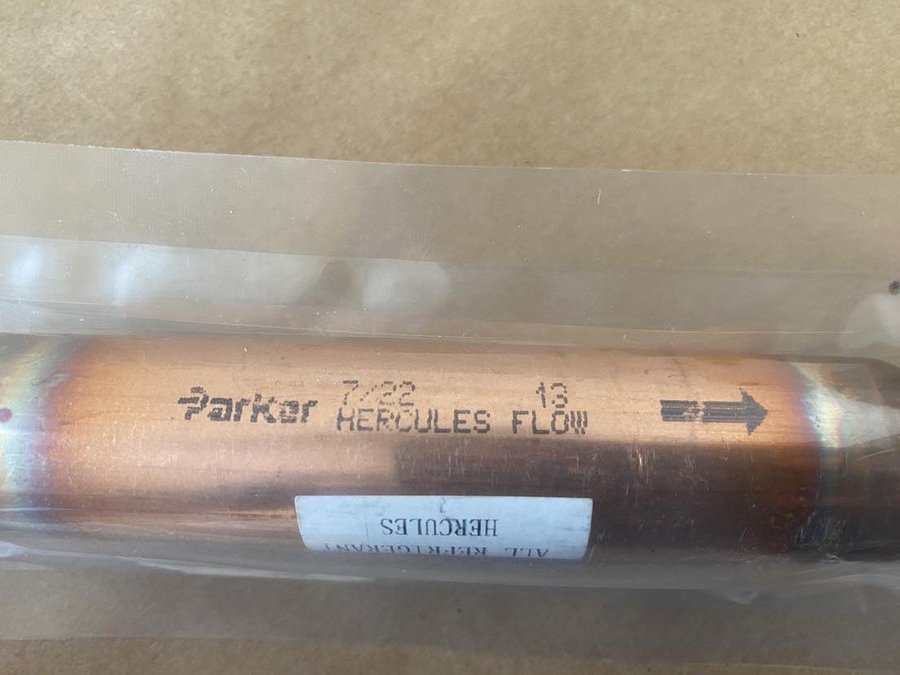 Parker 7/22 13
HERCULES FLOW
HERCULES
ALL REFRIGERANT